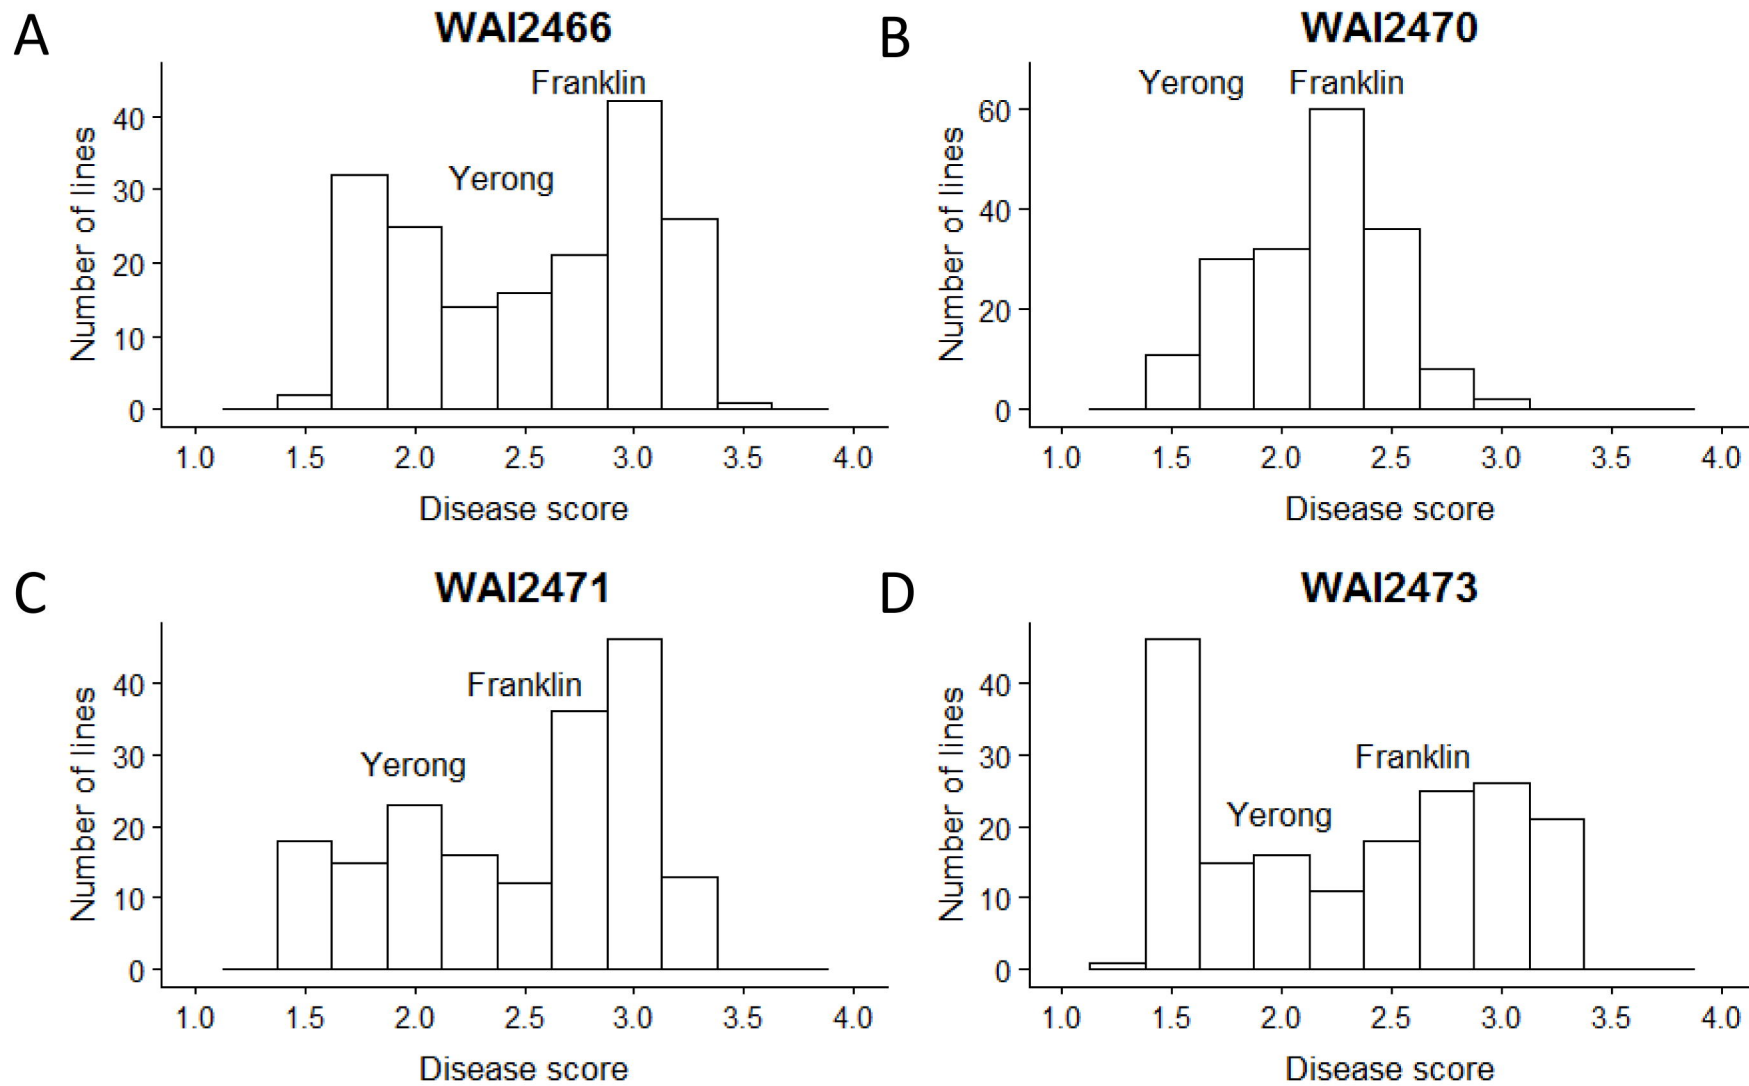 A
WAI2466
Franklin
Yerong
Number of lines
40
30
20
10
0
1.0 1.5 2.0 2.5 3.0 3.5 4.0
Disease score
B
WAI2470
Yerong Franklin
Number of lines
60
40
20
0
1.0 1.5 2.0 2.5 3.0 3.5 4.0
Disease score
C
WAI2471
Franklin
Yerong
Number of lines
40
30
20
10
0
1.0 1.5 2.0 2.5 3.0 3.5 4.0
Disease score
D
WAI2473
Franklin
Yerong
Number of lines
40
30
20
10
0
1.0 1.5 2.0 2.5 3.0 3.5 4.0
Disease score